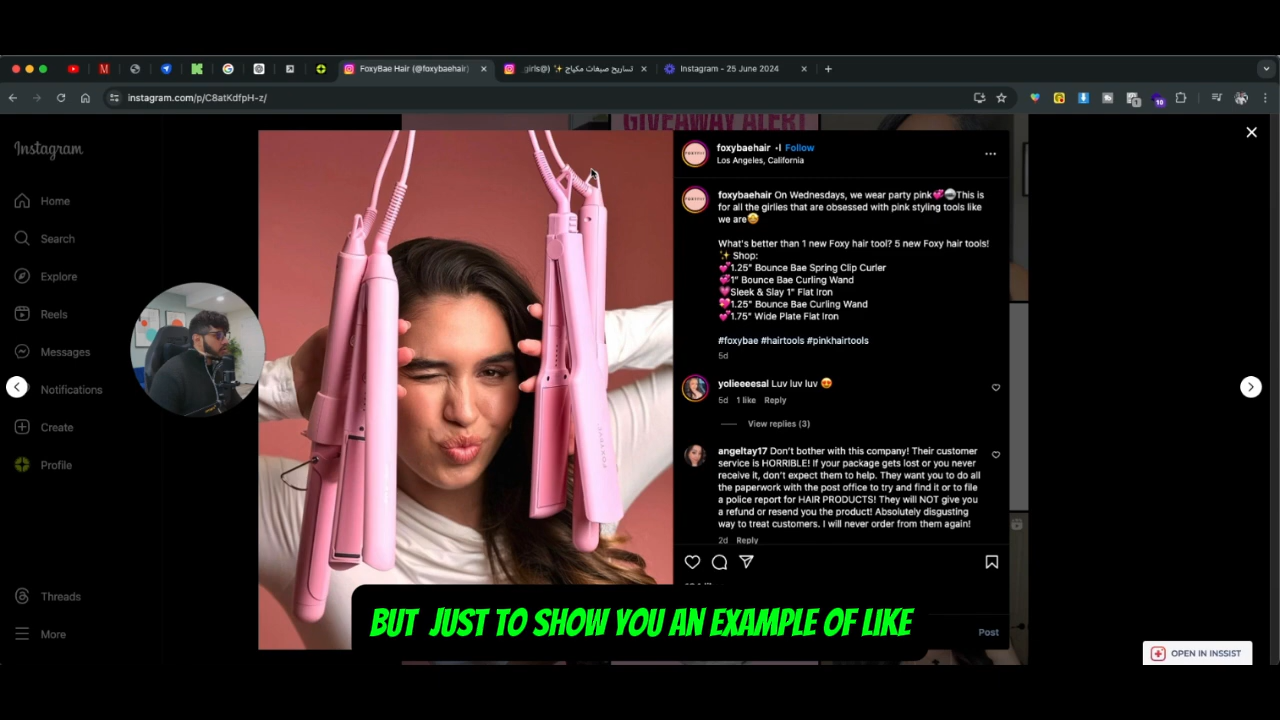 FoxyBae Hair (@foxybaehair)
تساريح صبغات مكياج ✨ (@girls
Instagram - 25 June 2024
instagram.com/p/C8atKdfpH-z/
18
GIVEAWAY ALERT
Instagram
Home
Search
Explore
Reels
Messages
Notifications
Create
Profile
Threads
More
foxybaehair • Follow
Los Angeles, California
foxybaehair On Wednesdays, we wear party pink💞🪩This is
for all the girlies that are obsessed with pink styling tools like
we are🤩
What's better than 1 new Foxy hair tool? 5 new Foxy hair tools!
✨ Shop:
💞1.25" Bounce Bae Spring Clip Curler
💞1" Bounce Bae Curling Wand
💗Sleek & Slay 1" Flat Iron
💖1.25" Bounce Bae Curling Wand
💞1.75" Wide Plate Flat Iron
#foxybae #hairtools #pinkhairtools
5d
yolieeeesal Luv luv luv 😍
5d 1 like Reply
View replies (3)
angeltay17 Don't bother with this company! Their customer
service is HORRIBLE! If your package gets lost or you never
receive it, don't expect them to help. They want you to do all
the paperwork with the post office to try and find it or to file
a police report for HAIR PRODUCTS! They will NOT give you
a refund or resend you the product! Absolutely disgusting
way to treat customers. I will never order from them again!
2d Reply
Post
BUT JUST TO SHOW YOU AN EXAMPLE OF LIKE
OPEN IN INSSIST